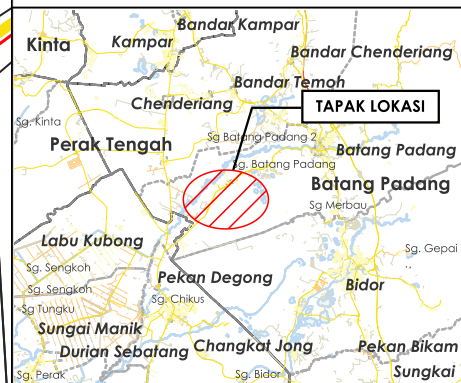 Bandar Kampar
Kinta
Kampar
Bandar Chenderiang
Bandar Temoh
Chenderiang
TAPAK LOKASI
Sg. Kinta
Sg Batang Padang 2
Perak Tengah
Batang Padang
Sg. Batang Padang
Batang Padang
Sg Merbau
Labu Kubong
Sg. Gepai
Sg. Sengkoh
Pekan Degong
Sg. Sengkoh
Bidor
Sg. Chikus
Sg Tungku
Sungai Manik
Changkat Jong
Pekan Bikam
Durian Sebatang
Sg. Perak
Sg. Bidor
Sungkai